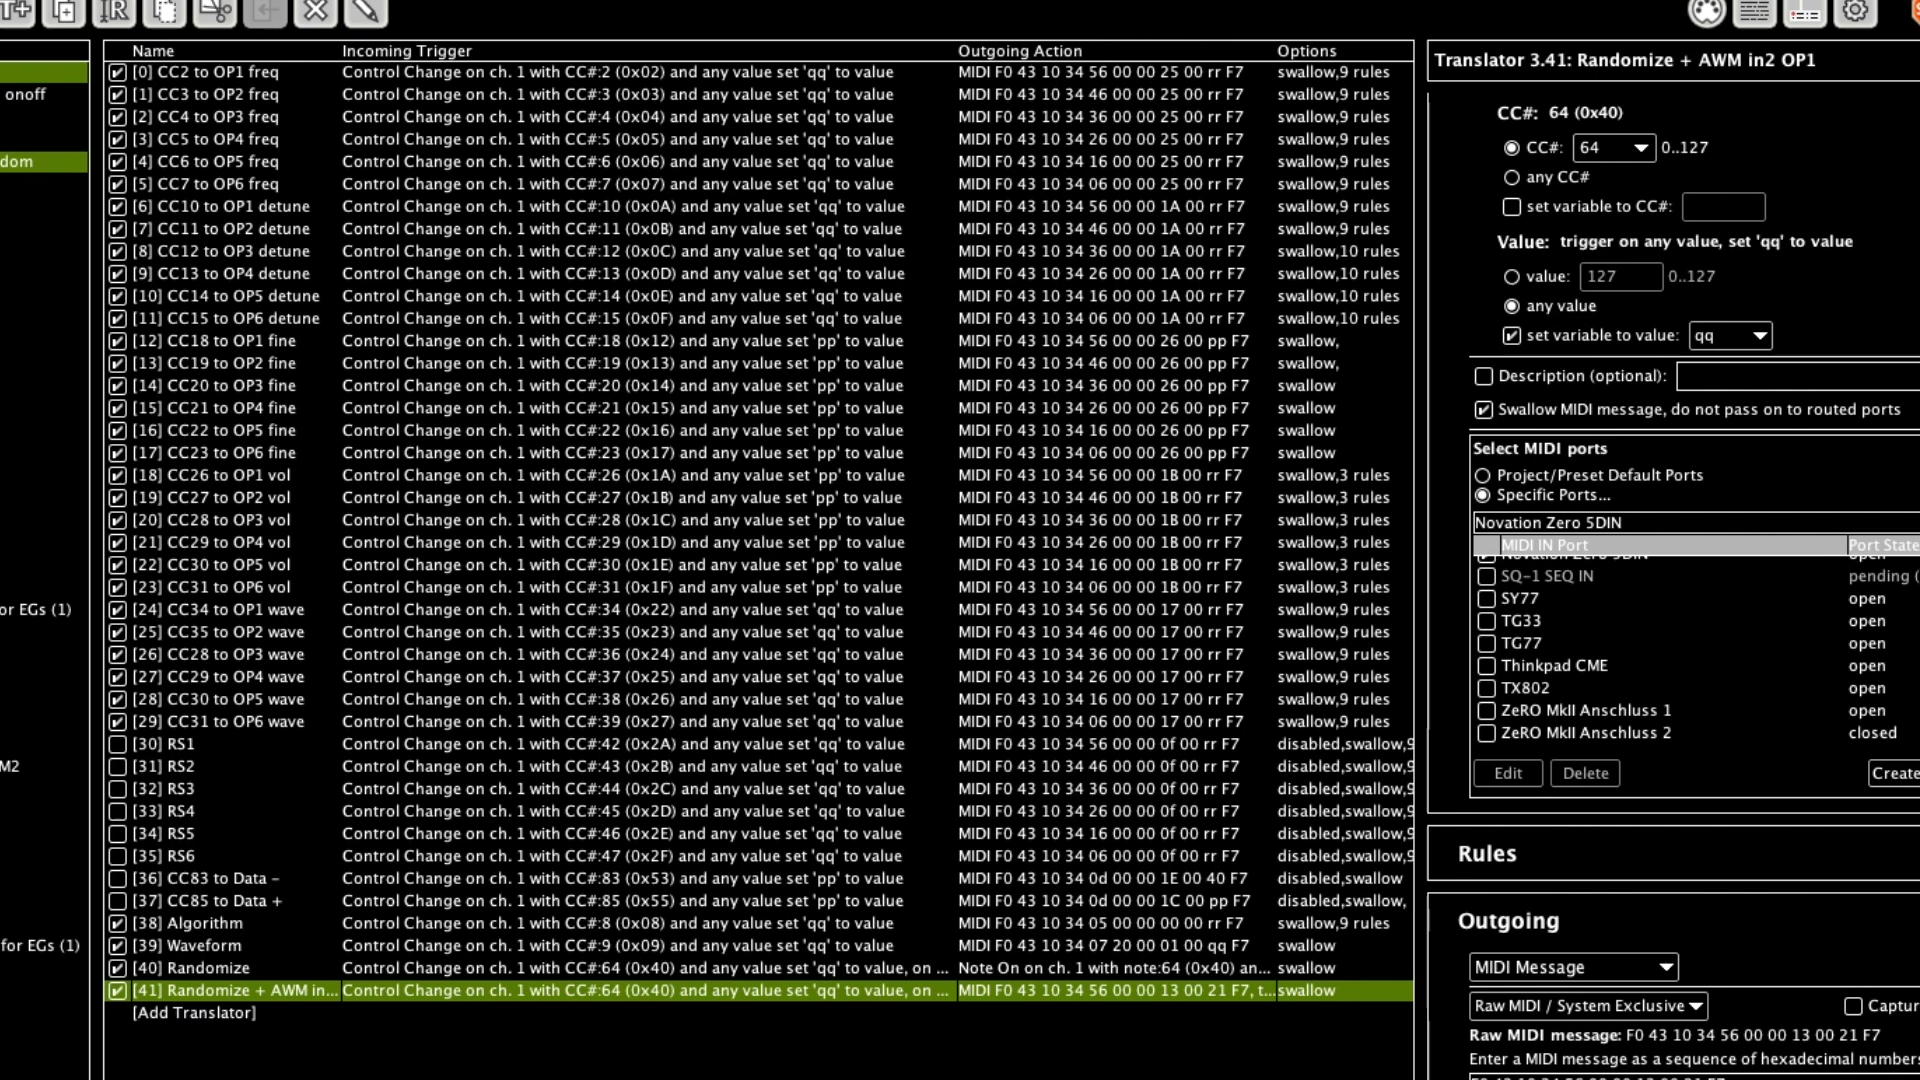 onoff
dom
or EGs (1)
M2
for EGs (1)
Name Incoming Trigger Outgoing Action Options
[0] CC2 to OP1 freq Control Change on ch. 1 with CC#:2 (0x02) and any value set 'qq' to value MIDI F0 43 10 34 56 00 00 25 00 rr F7 swallow,9 rules
[1] CC3 to OP2 freq Control Change on ch. 1 with CC#:3 (0x03) and any value set 'qq' to value MIDI F0 43 10 34 46 00 00 25 00 rr F7 swallow,9 rules
[2] CC4 to OP3 freq Control Change on ch. 1 with CC#:4 (0x04) and any value set 'qq' to value MIDI F0 43 10 34 36 00 00 25 00 rr F7 swallow,9 rules
[3] CC5 to OP4 freq Control Change on ch. 1 with CC#:5 (0x05) and any value set 'qq' to value MIDI F0 43 10 34 26 00 00 25 00 rr F7 swallow,9 rules
[4] CC6 to OP5 freq Control Change on ch. 1 with CC#:6 (0x06) and any value set 'qq' to value MIDI F0 43 10 34 16 00 00 25 00 rr F7 swallow,9 rules
[5] CC7 to OP6 freq Control Change on ch. 1 with CC#:7 (0x07) and any value set 'qq' to value MIDI F0 43 10 34 06 00 00 25 00 rr F7 swallow,9 rules
[6] CC10 to OP1 detune Control Change on ch. 1 with CC#:10 (0x0A) and any value set 'qq' to value MIDI F0 43 10 34 56 00 00 1A 00 rr F7 swallow,9 rules
[7] CC11 to OP2 detune Control Change on ch. 1 with CC#:11 (0x0B) and any value set 'qq' to value MIDI F0 43 10 34 46 00 00 1A 00 rr F7 swallow,9 rules
[8] CC12 to OP3 detune Control Change on ch. 1 with CC#:12 (0x0C) and any value set 'qq' to value MIDI F0 43 10 34 36 00 00 1A 00 rr F7 swallow,10 rules
[9] CC13 to OP4 detune Control Change on ch. 1 with CC#:13 (0x0D) and any value set 'qq' to value MIDI F0 43 10 34 26 00 00 1A 00 rr F7 swallow,10 rules
[10] CC14 to OP5 detune Control Change on ch. 1 with CC#:14 (0x0E) and any value set 'qq' to value MIDI F0 43 10 34 16 00 00 1A 00 rr F7 swallow,10 rules
[11] CC15 to OP6 detune Control Change on ch. 1 with CC#:15 (0x0F) and any value set 'qq' to value MIDI F0 43 10 34 06 00 00 1A 00 rr F7 swallow,10 rules
[12] CC18 to OP1 fine Control Change on ch. 1 with CC#:18 (0x12) and any value set 'pp' to value MIDI F0 43 10 34 56 00 00 26 00 pp F7 swallow,
[13] CC19 to OP2 fine Control Change on ch. 1 with CC#:19 (0x13) and any value set 'pp' to value MIDI F0 43 10 34 46 00 00 26 00 pp F7 swallow,
[14] CC20 to OP3 fine Control Change on ch. 1 with CC#:20 (0x14) and any value set 'pp' to value MIDI F0 43 10 34 36 00 00 26 00 pp F7 swallow
[15] CC21 to OP4 fine Control Change on ch. 1 with CC#:21 (0x15) and any value set 'pp' to value MIDI F0 43 10 34 26 00 00 26 00 pp F7 swallow
[16] CC22 to OP5 fine Control Change on ch. 1 with CC#:22 (0x16) and any value set 'pp' to value MIDI F0 43 10 34 16 00 00 26 00 pp F7 swallow
[17] CC23 to OP6 fine Control Change on ch. 1 with CC#:23 (0x17) and any value set 'pp' to value MIDI F0 43 10 34 06 00 00 26 00 pp F7 swallow
[18] CC26 to OP1 vol Control Change on ch. 1 with CC#:26 (0x1A) and any value set 'pp' to value MIDI F0 43 10 34 56 00 00 1B 00 rr F7 swallow,3 rules
[19] CC27 to OP2 vol Control Change on ch. 1 with CC#:27 (0x1B) and any value set 'pp' to value MIDI F0 43 10 34 46 00 00 1B 00 rr F7 swallow,3 rules
[20] CC28 to OP3 vol Control Change on ch. 1 with CC#:28 (0x1C) and any value set 'pp' to value MIDI F0 43 10 34 36 00 00 1B 00 rr F7 swallow,3 rules
[21] CC29 to OP4 vol Control Change on ch. 1 with CC#:29 (0x1D) and any value set 'pp' to value MIDI F0 43 10 34 26 00 00 1B 00 rr F7 swallow,3 rules
[22] CC30 to OP5 vol Control Change on ch. 1 with CC#:30 (0x1E) and any value set 'pp' to value MIDI F0 43 10 34 16 00 00 1B 00 rr F7 swallow,3 rules
[23] CC31 to OP6 vol Control Change on ch. 1 with CC#:31 (0x1F) and any value set 'pp' to value MIDI F0 43 10 34 06 00 00 1B 00 rr F7 swallow,3 rules
[24] CC34 to OP1 wave Control Change on ch. 1 with CC#:34 (0x22) and any value set 'qq' to value MIDI F0 43 10 34 56 00 00 17 00 rr F7 swallow,9 rules
[25] CC35 to OP2 wave Control Change on ch. 1 with CC#:35 (0x23) and any value set 'qq' to value MIDI F0 43 10 34 46 00 00 17 00 rr F7 swallow,9 rules
[26] CC28 to OP3 wave Control Change on ch. 1 with CC#:36 (0x24) and any value set 'qq' to value MIDI F0 43 10 34 36 00 00 17 00 rr F7 swallow,9 rules
[27] CC29 to OP4 wave Control Change on ch. 1 with CC#:37 (0x25) and any value set 'qq' to value MIDI F0 43 10 34 26 00 00 17 00 rr F7 swallow,9 rules
[28] CC30 to OP5 wave Control Change on ch. 1 with CC#:38 (0x26) and any value set 'qq' to value MIDI F0 43 10 34 16 00 00 17 00 rr F7 swallow,9 rules
[29] CC31 to OP6 wave Control Change on ch. 1 with CC#:39 (0x27) and any value set 'qq' to value MIDI F0 43 10 34 06 00 00 17 00 rr F7 swallow,9 rules
[30] RS1 Control Change on ch. 1 with CC#:42 (0x2A) and any value set 'qq' to value MIDI F0 43 10 34 56 00 00 0f 00 rr F7 disabled,swallow,9
[31] RS2 Control Change on ch. 1 with CC#:43 (0x2B) and any value set 'qq' to value MIDI F0 43 10 34 46 00 00 0f 00 rr F7 disabled,swallow,9
[32] RS3 Control Change on ch. 1 with CC#:44 (0x2C) and any value set 'qq' to value MIDI F0 43 10 34 36 00 00 0f 00 rr F7 disabled,swallow,9
[33] RS4 Control Change on ch. 1 with CC#:45 (0x2D) and any value set 'qq' to value MIDI F0 43 10 34 26 00 00 0f 00 rr F7 disabled,swallow,9
[34] RS5 Control Change on ch. 1 with CC#:46 (0x2E) and any value set 'qq' to value MIDI F0 43 10 34 16 00 00 0f 00 rr F7 disabled,swallow,9
[35] RS6 Control Change on ch. 1 with CC#:47 (0x2F) and any value set 'qq' to value MIDI F0 43 10 34 06 00 00 0f 00 rr F7 disabled,swallow,9
[36] CC83 to Data - Control Change on ch. 1 with CC#:83 (0x53) and any value set 'pp' to value MIDI F0 43 10 34 0d 00 00 1E 00 40 F7 disabled,swallow
[37] CC85 to Data + Control Change on ch. 1 with CC#:85 (0x55) and any value set 'pp' to value MIDI F0 43 10 34 0d 00 00 1C 00 pp F7 disabled,swallow,
[38] Algorithm Control Change on ch. 1 with CC#:8 (0x08) and any value set 'qq' to value MIDI F0 43 10 34 05 00 00 00 00 rr F7 swallow,9 rules
[39] Waveform Control Change on ch. 1 with CC#:9 (0x09) and any value set 'qq' to value MIDI F0 43 10 34 07 20 00 01 00 qq F7 swallow
[40] Randomize Control Change on ch. 1 with CC#:64 (0x40) and any value set 'qq' to value, on ... Note On on ch. 1 with note:64 (0x40) an... swallow
[41] Randomize + AWM in... Control Change on ch. 1 with CC#:64 (0x40) and any value set 'qq' to value, on ... MIDI F0 43 10 34 56 00 00 13 00 21 F7, t... swallow
[Add Translator]
Translator 3.41: Randomize + AWM in2 OP1
CC#: 64 (0x40)
CC#: 64 0..127
any CC#
set variable to CC#:
Value: trigger on any value, set 'qq' to value
value: 127 0..127
any value
set variable to value: qq
Description (optional):
Swallow MIDI message, do not pass on to routed ports
Select MIDI ports
Project/Preset Default Ports
Specific Ports...
Novation Zero 5DIN
MIDI IN Port Port State
Novation Zero 5DIN open
SQ-1 SEQ IN pending (
SY77 open
TG33 open
TG77 open
Thinkpad CME open
TX802 open
ZeRO MkII Anschluss 1 open
ZeRO MkII Anschluss 2 closed
Edit Delete Create
Rules
Outgoing
MIDI Message
Raw MIDI / System Exclusive Captur
Raw MIDI message: F0 43 10 34 56 00 00 13 00 21 F7
Enter a MIDI message as a sequence of hexadecimal numbers